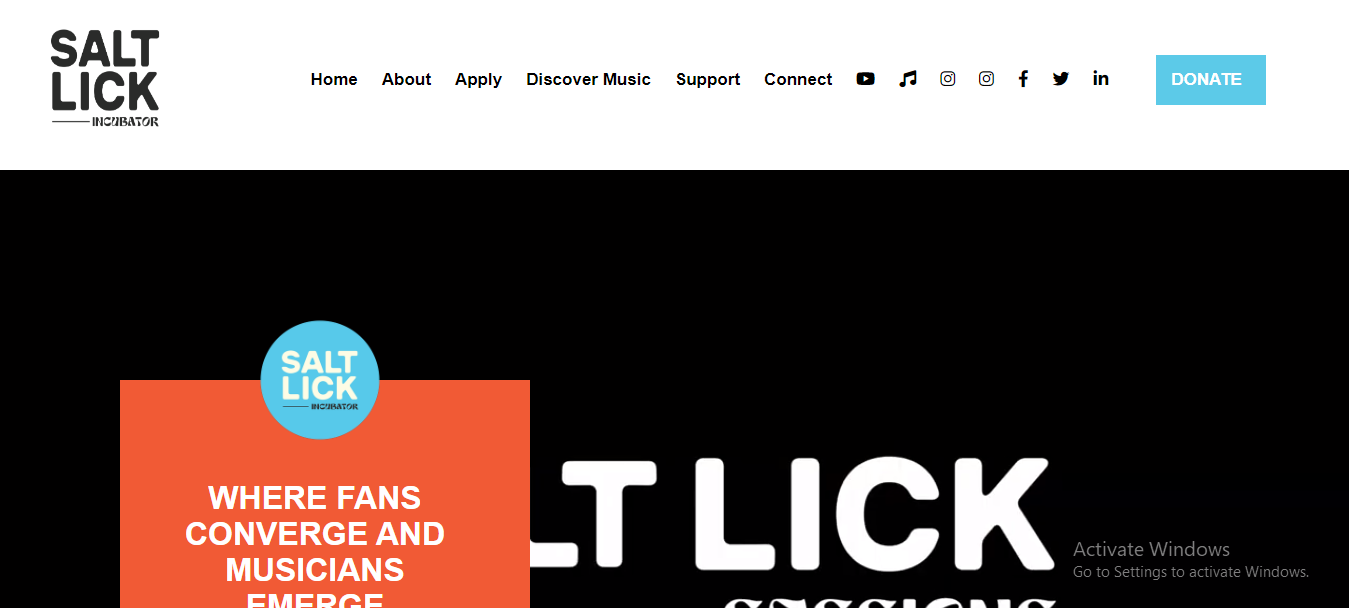 SALT
LICK
INCUBATOR
Home About Apply Discover Music Support Connect DONATE
SALT
LICK
INCUBATOR
WHERE FANS
CONVERGE AND
MUSICIANS
EMERGE
LT LICK
SESSIONS
Activate Windows
Go to Settings to activate Windows.